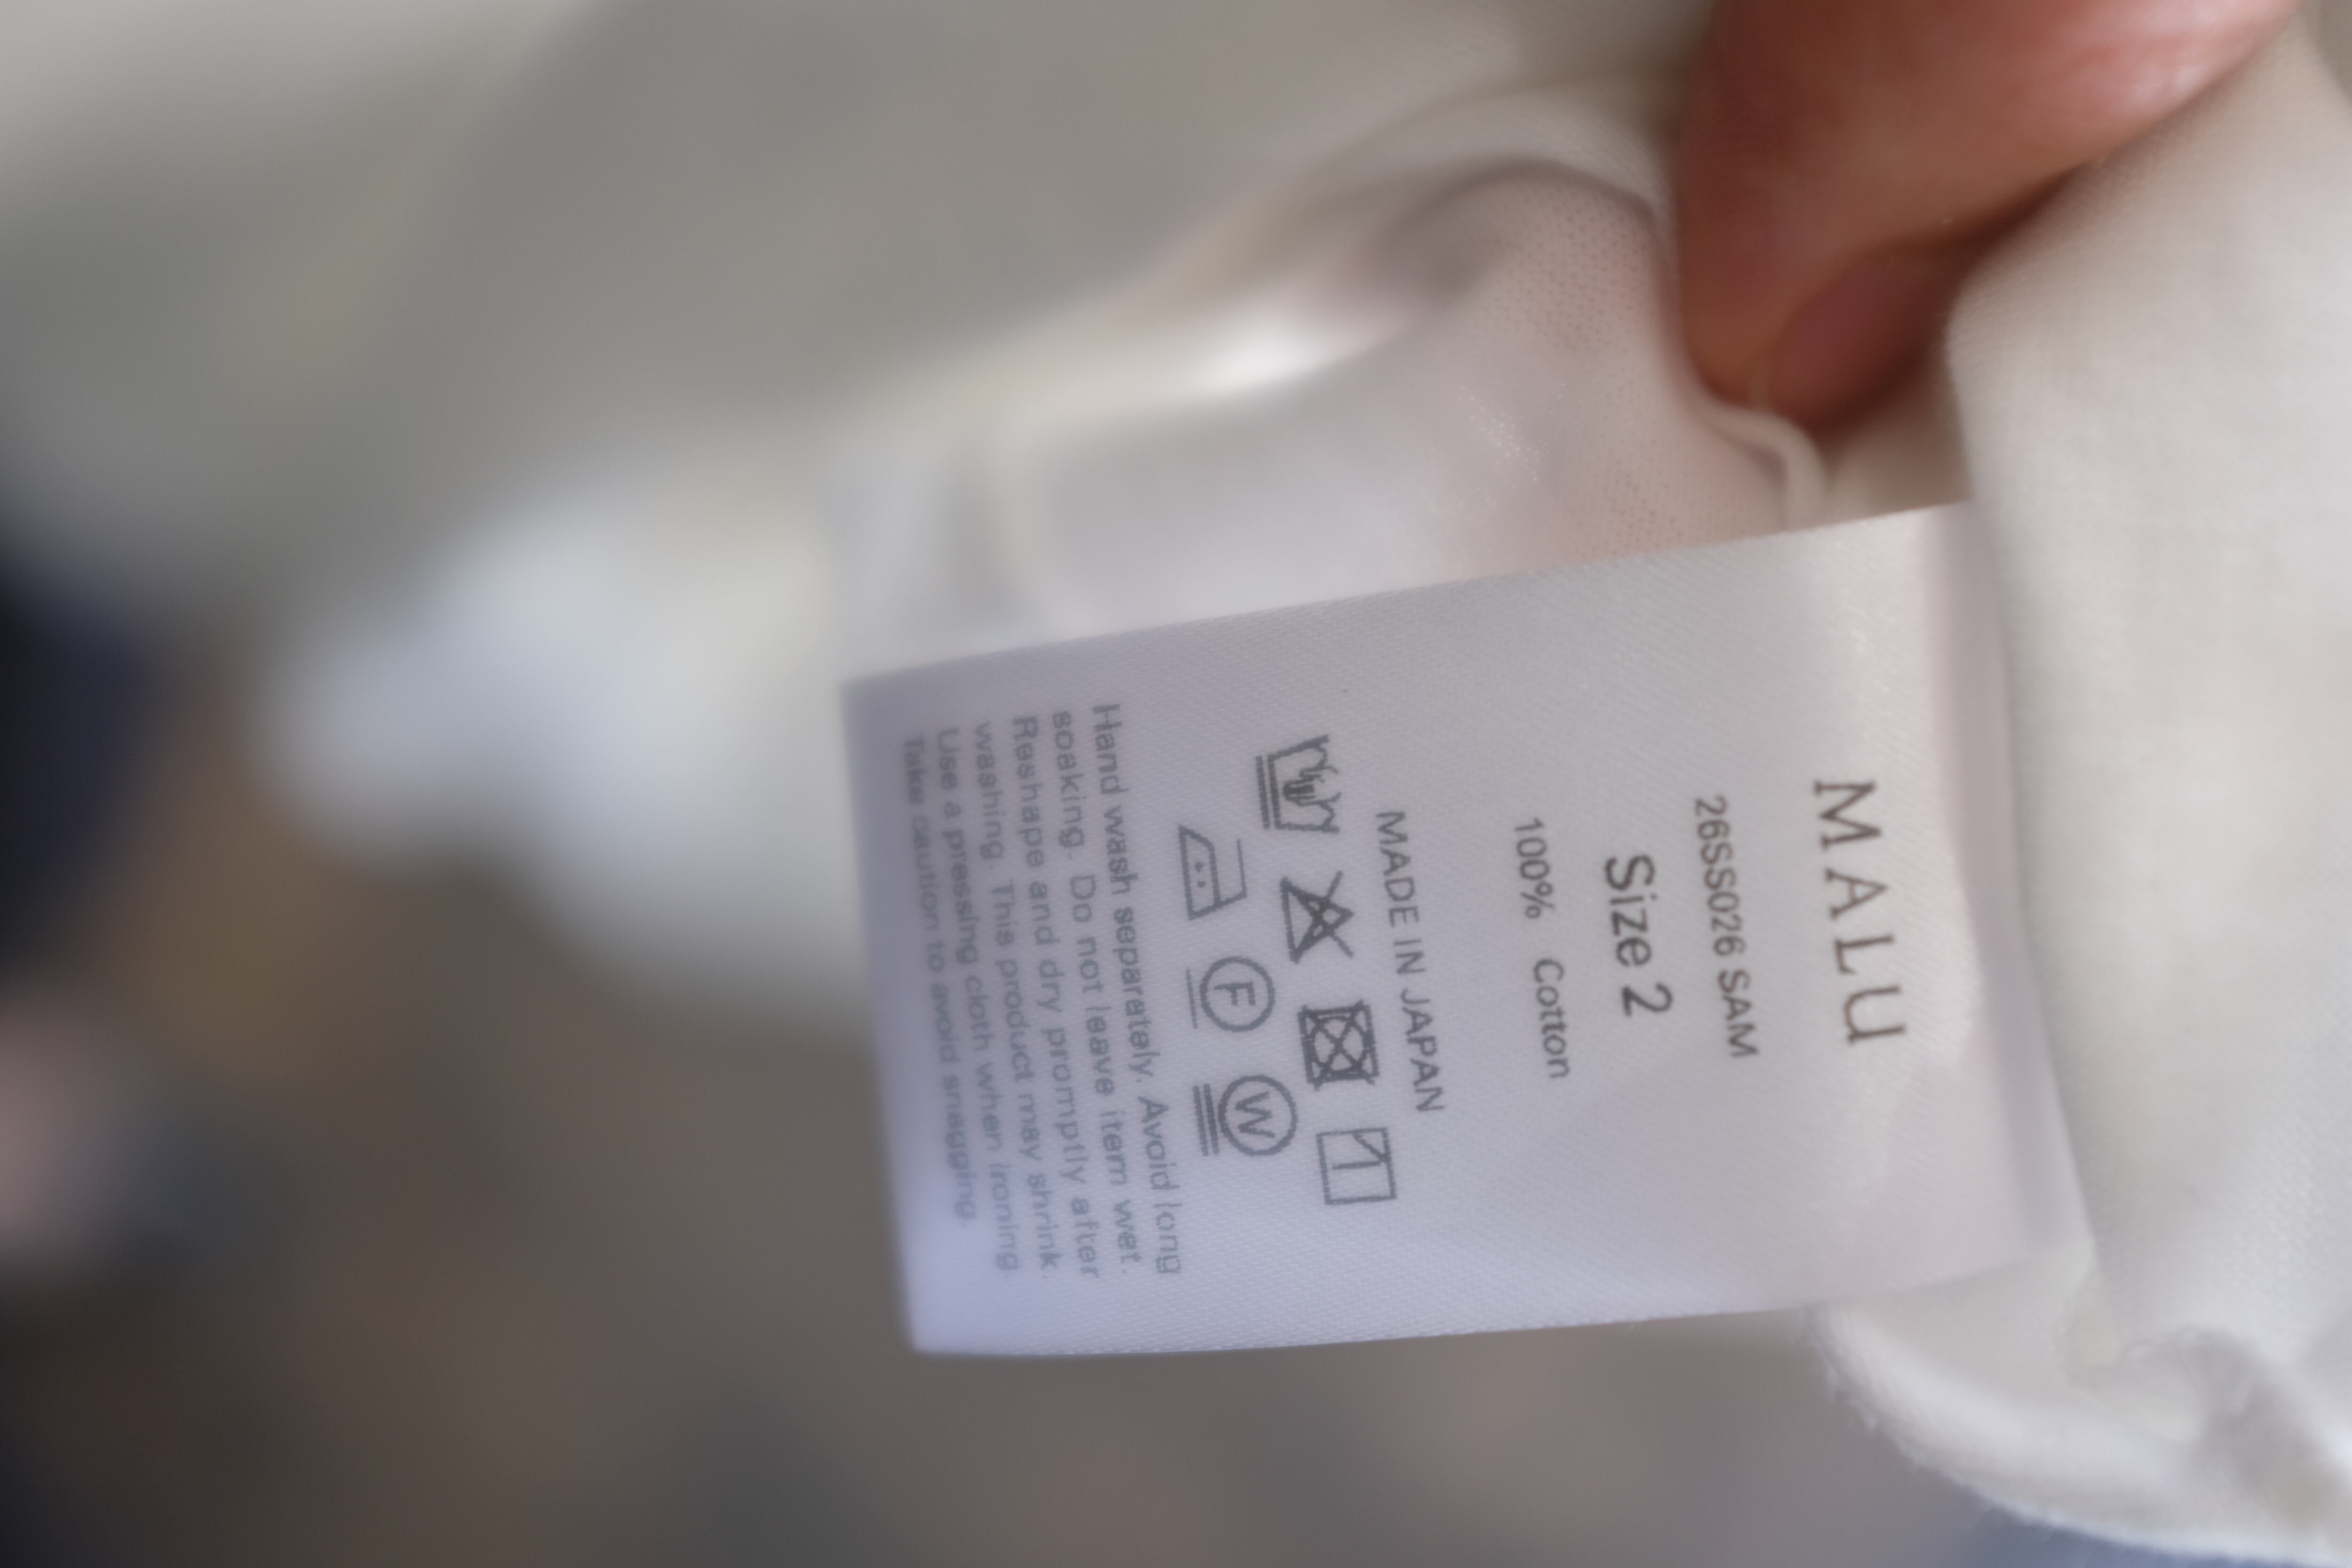 MALU
26SS026 SAM
Size 2
100% Cotton
MADE IN JAPAN
F W
Hand wash separately. Avoid long
soaking. Do not leave item wet.
Reshape and dry promptly after
washing. This product may shrink.
Use a pressing cloth when ironing.
Take caution to avoid snagging.